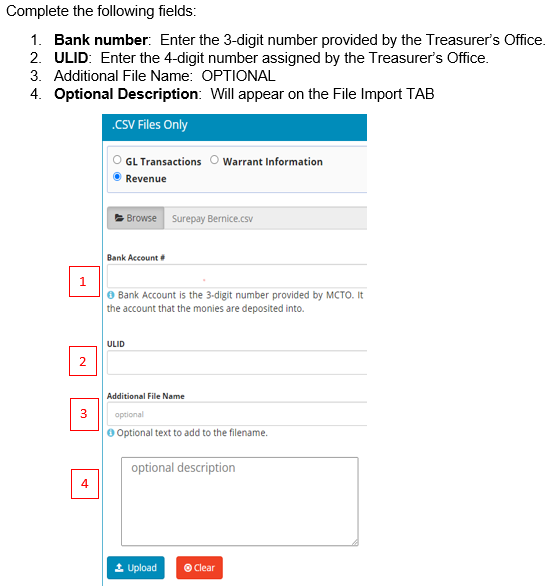 Complete the following fields:
1. Bank number: Enter the 3-digit number provided by the Treasurer's Office.
2. ULID: Enter the 4-digit number assigned by the Treasurer's Office.
3. Additional File Name: OPTIONAL
4. Optional Description: Will appear on the File Import TAB
.CSV Files Only
GL Transactions Warrant Information
Revenue
Browse Surepay Bernice.csv
Bank Account #
1
Bank Account is the 3-digit number provided by MCTO. It
the account that the monies are deposited into.
ULID
2
Additional File Name
3 optional
Optional text to add to the filename.
optional description
4
Upload Clear